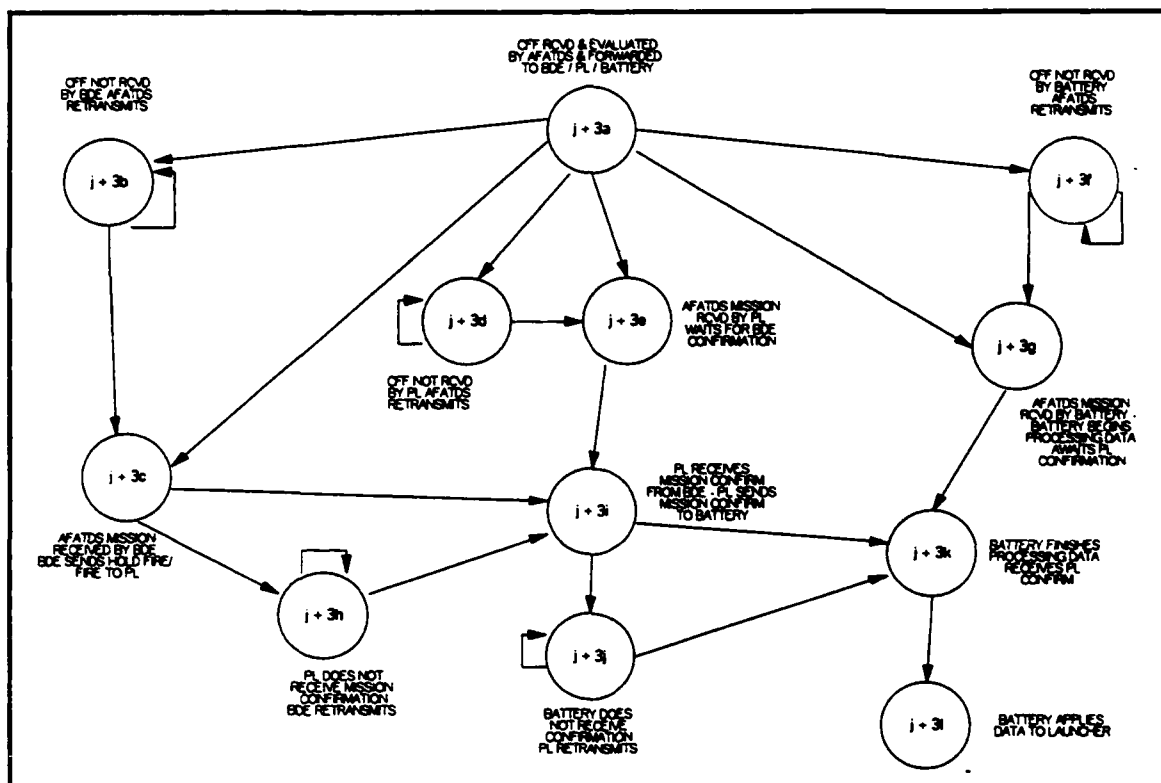 CFF RCVD & EVALUATED
BY AFATDS & FORWARDED
TO BDE / PL / BATTERY
CFF NOT RCVD
BY BDE AFATDS
RETRANSMITS
CFF NOT RCVD
BY BATTERY
AFATDS
RETRANSMITS
j + 3a
j + 3b
j + 3f
j + 3d
j + 3e
AFATDS MISSION
RCVD BY PL
WAITS FOR BDE
CONFIRMATION
j + 3g
CFF NOT RCVD
BY PL AFATDS
RETRANSMITS
AFATDS MISSION
RCVD BY BATTERY -
BATTERY BEGINS
PROCESSING DATA
AWAITS PL
CONFIRMATION
j + 3c
PL RECEIVES
MISSION CONFIRM
FROM BDE - PL SENDS
MISSION CONFIRM
TO BATTERY
j + 3i
AFATDS MISSION
RECEIVED BY BDE
BDE SENDS HOLD FIRE/
FIRE TO PL
j + 3k
BATTERY FINISHES
PROCESSING DATA
RECEIVES PL
CONFIRM
j + 3h
j + 3j
PL DOES NOT
RECEIVE MISSION
CONFIRMATION
BDE RETRANSMITS
BATTERY DOES
NOT RECEIVE
CONFIRMATION
PL RETRANSMITS
j + 3l
BATTERY APPLIES
DATA TO LAUNCHER